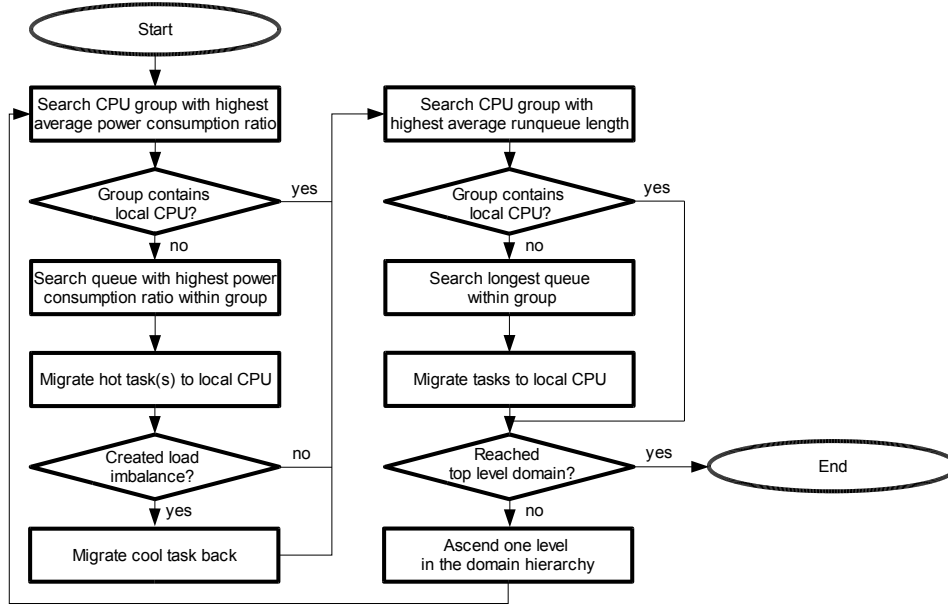 Start
Search CPU group with highest
average power consumption ratio
Group contains
local CPU?
yes
no
Search queue with highest power
consumption ratio within group
Migrate hot task(s) to local CPU
Created load
imbalance?
no
yes
Migrate cool task back
Search CPU group with
highest average runqueue length
Group contains
local CPU?
yes
no
Search longest queue
within group
Migrate tasks to local CPU
Reached
top level domain?
yes
no
Ascend one level
in the domain hierarchy
End